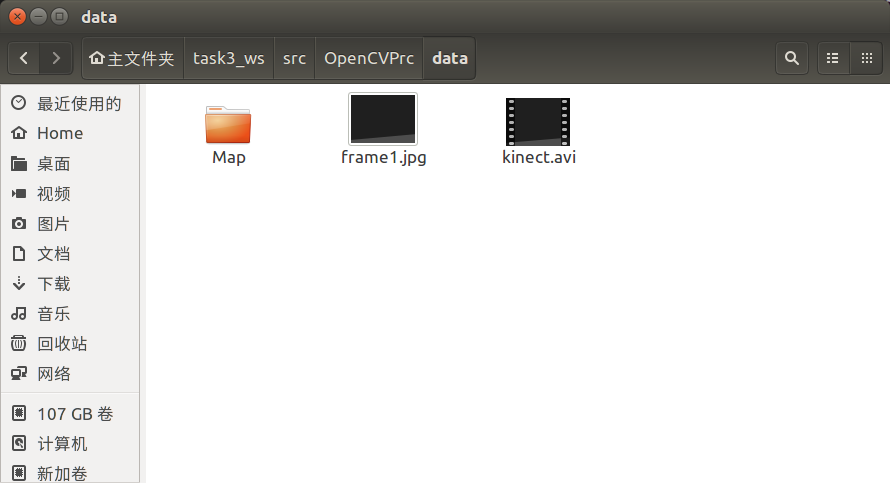 data
主文件夹 task3_ws src OpenCVPrc data
最近使用的
Home
桌面
视频
图片
文档
下载
音乐
回收站
网络
107 GB 卷
计算机
新加卷
Map frame1.jpg kinect.avi